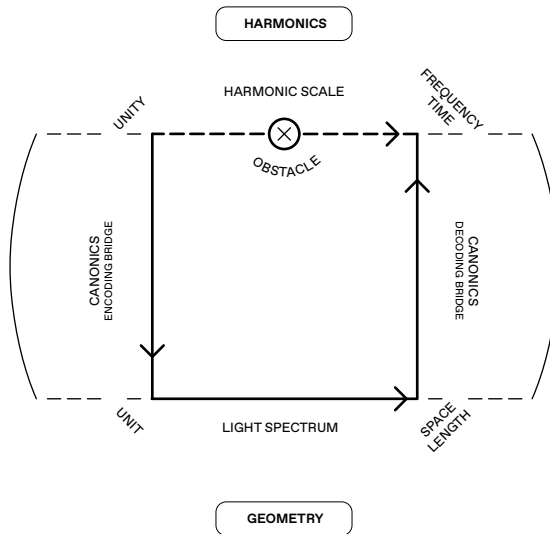 HARMONICS
HARMONIC SCALE
UNITY
FREQUENCY
TIME
OBSTACLE
CANONICS
ENCODING BRIDGE
CANONICS
DECODING BRIDGE
UNIT
LIGHT SPECTRUM
SPACE
LENGTH
GEOMETRY